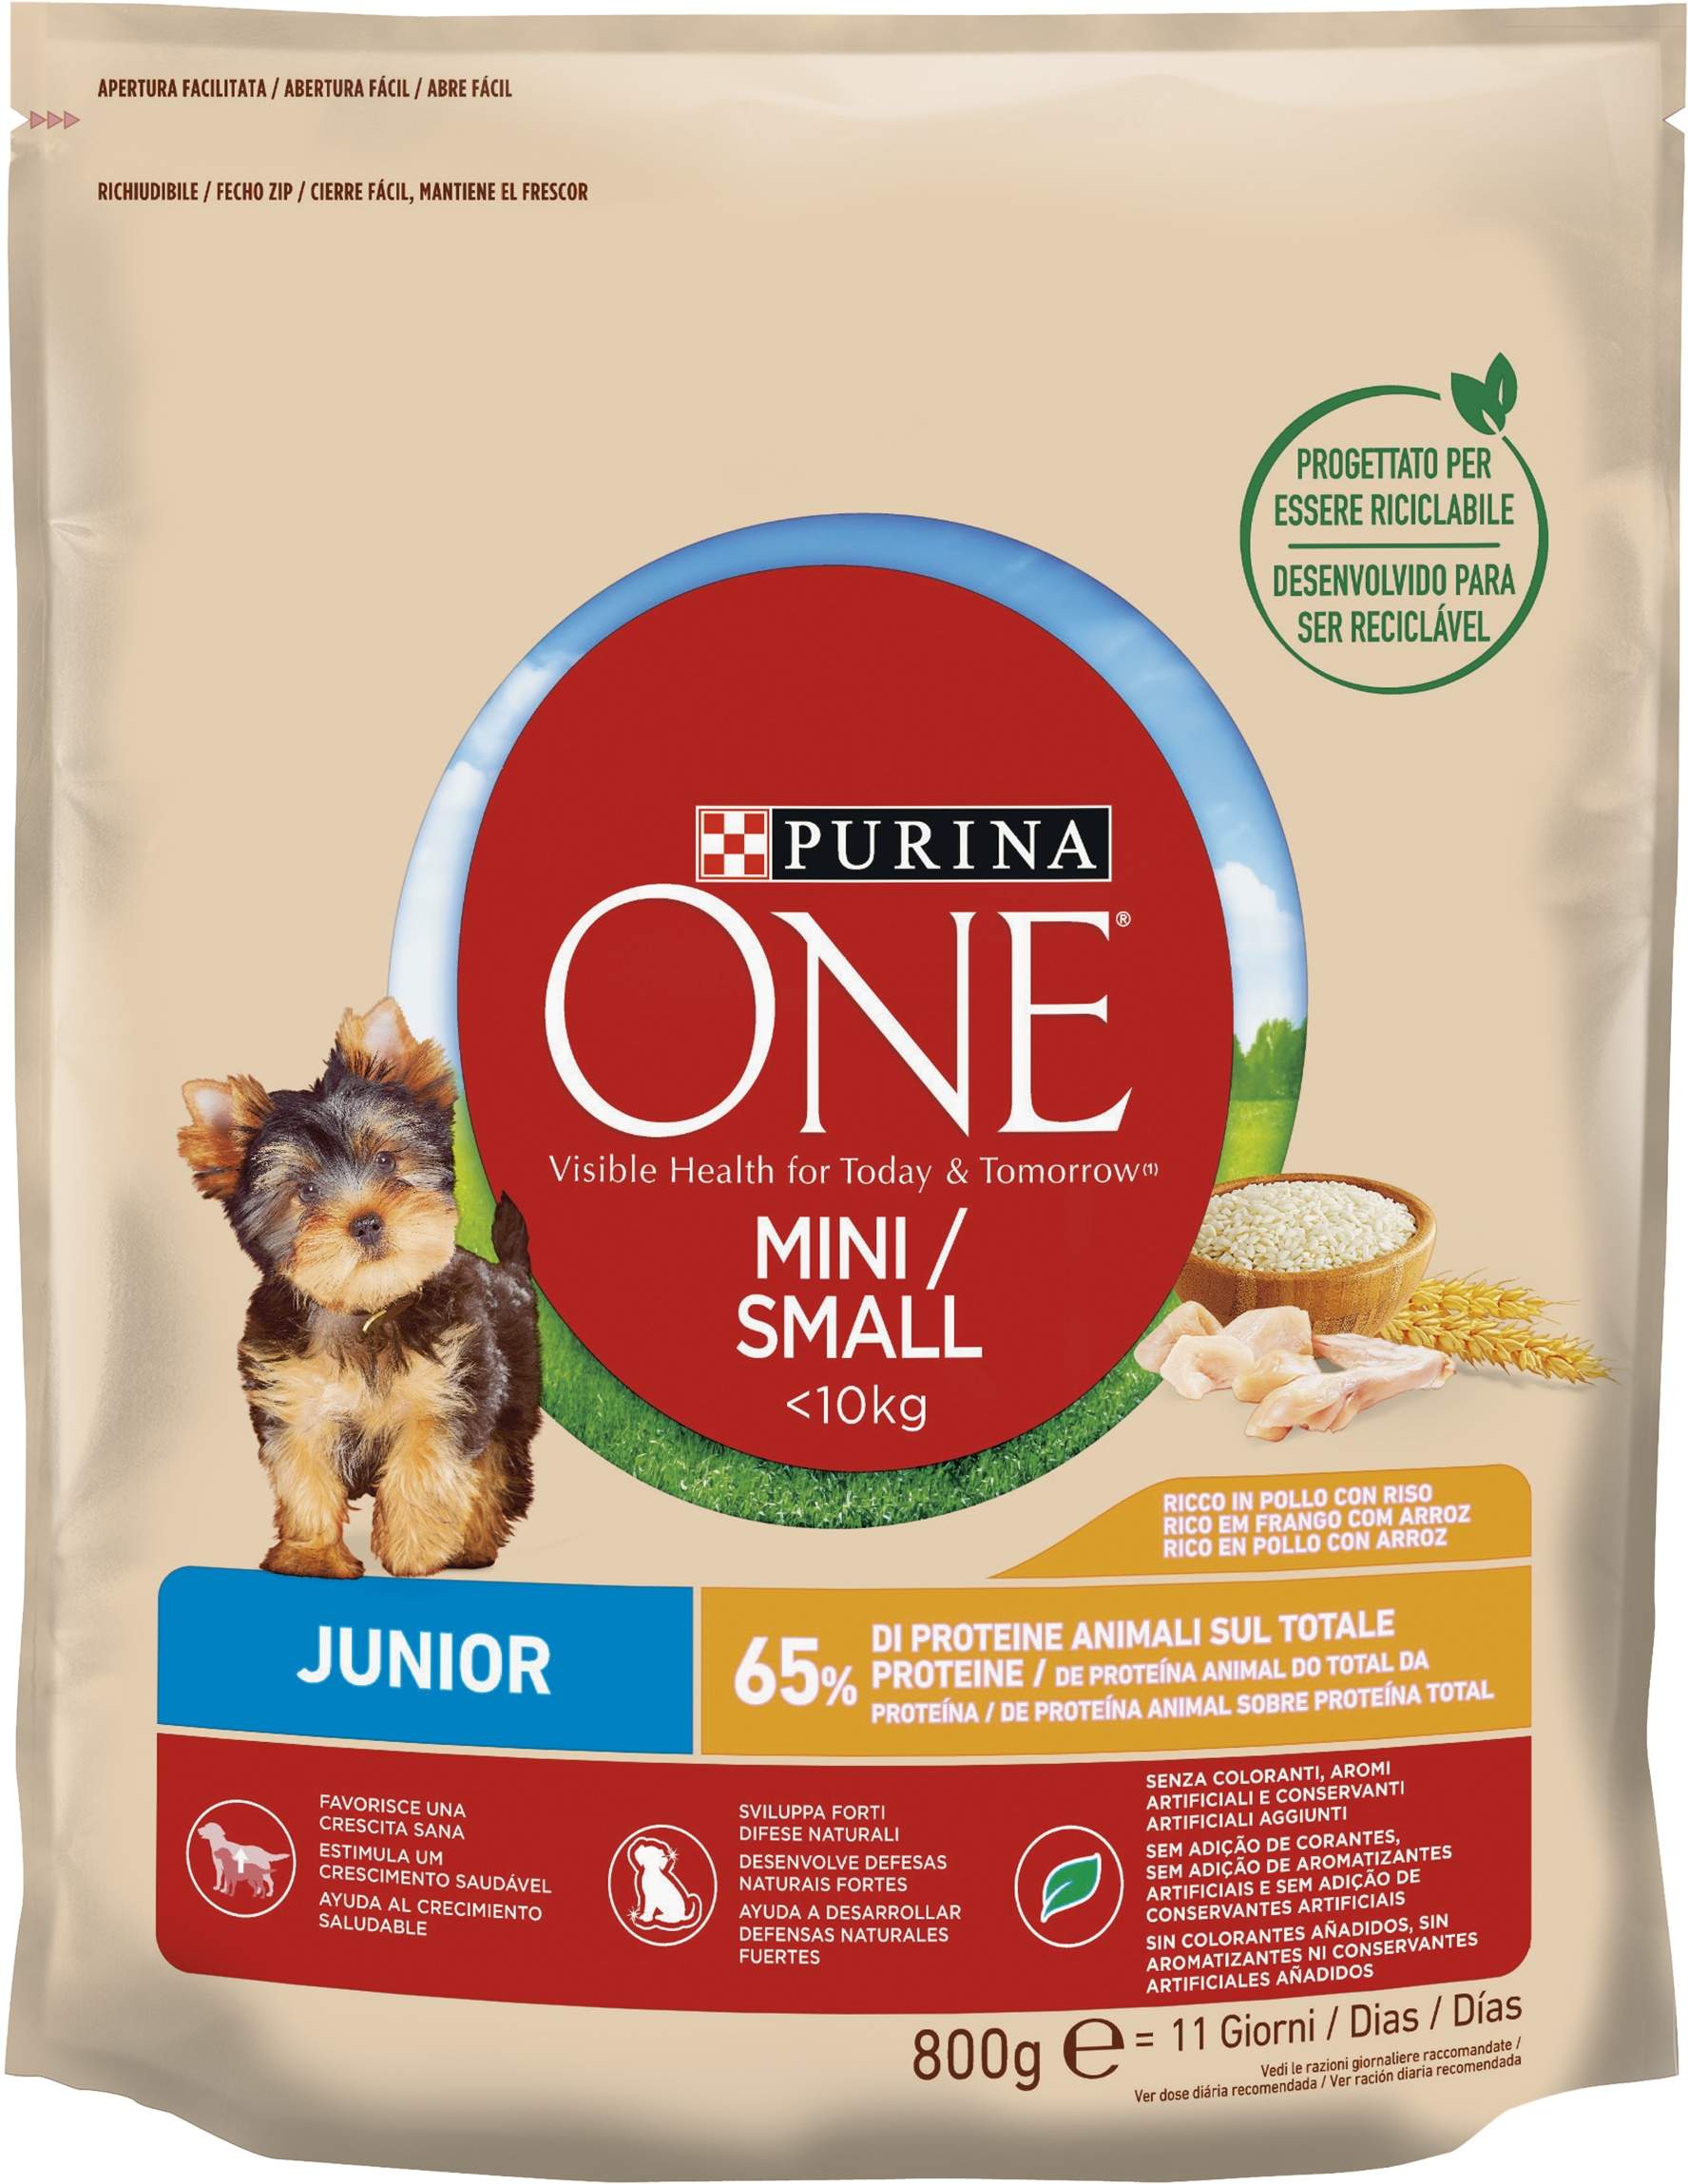 APERTURA FACILITATA / ABERTURA FÁCIL / ABRE FÁCIL
RICHIUDIBILE / FECHO ZIP / CIERRE FÁCIL, MANTIENE EL FRESCOR
PROGETTATO PER
ESSERE RICICLABILE
DESENVOLVIDO PARA
SER RECICLÁVEL
PURINA
ONE®
Visible Health for Today & Tomorrow(1)
MINI /
SMALL
<10kg
RICCO IN POLLO CON RISO
RICO EM FRANGO COM ARROZ
RICO EN POLLO CON ARROZ
JUNIOR
65% DI PROTEINE ANIMALI SUL TOTALE
PROTEINE / DE PROTEÍNA ANIMAL DO TOTAL DA
PROTEÍNA / DE PROTEÍNA ANIMAL SOBRE PROTEÍNA TOTAL
FAVORISCE UNA
CRESCITA SANA
ESTIMULA UM
CRESCIMENTO SAUDÁVEL
AYUDA AL CRECIMIENTO
SALUDABLE
SVILUPPA FORTI
DIFESE NATURALI
DESENVOLVE DEFESAS
NATURAIS FORTES
AYUDA A DESARROLLAR
DEFENSAS NATURALES
FUERTES
SENZA COLORANTI, AROMI
ARTIFICIALI E CONSERVANTI
ARTIFICIALI AGGIUNTI
SEM ADIÇÃO DE CORANTES,
SEM ADIÇÃO DE AROMATIZANTES
ARTIFICIAIS E SEM ADIÇÃO DE
CONSERVANTES ARTIFICIAIS
SIN COLORANTES AÑADIDOS, SIN
AROMATIZANTES NI CONSERVANTES
ARTIFICIALES AÑADIDOS
800g ℮ = 11 Giorni / Dias / Días
Vedi le razioni giornaliere raccomandate /
Ver dose diária recomendada / Ver ración diaria recomendada